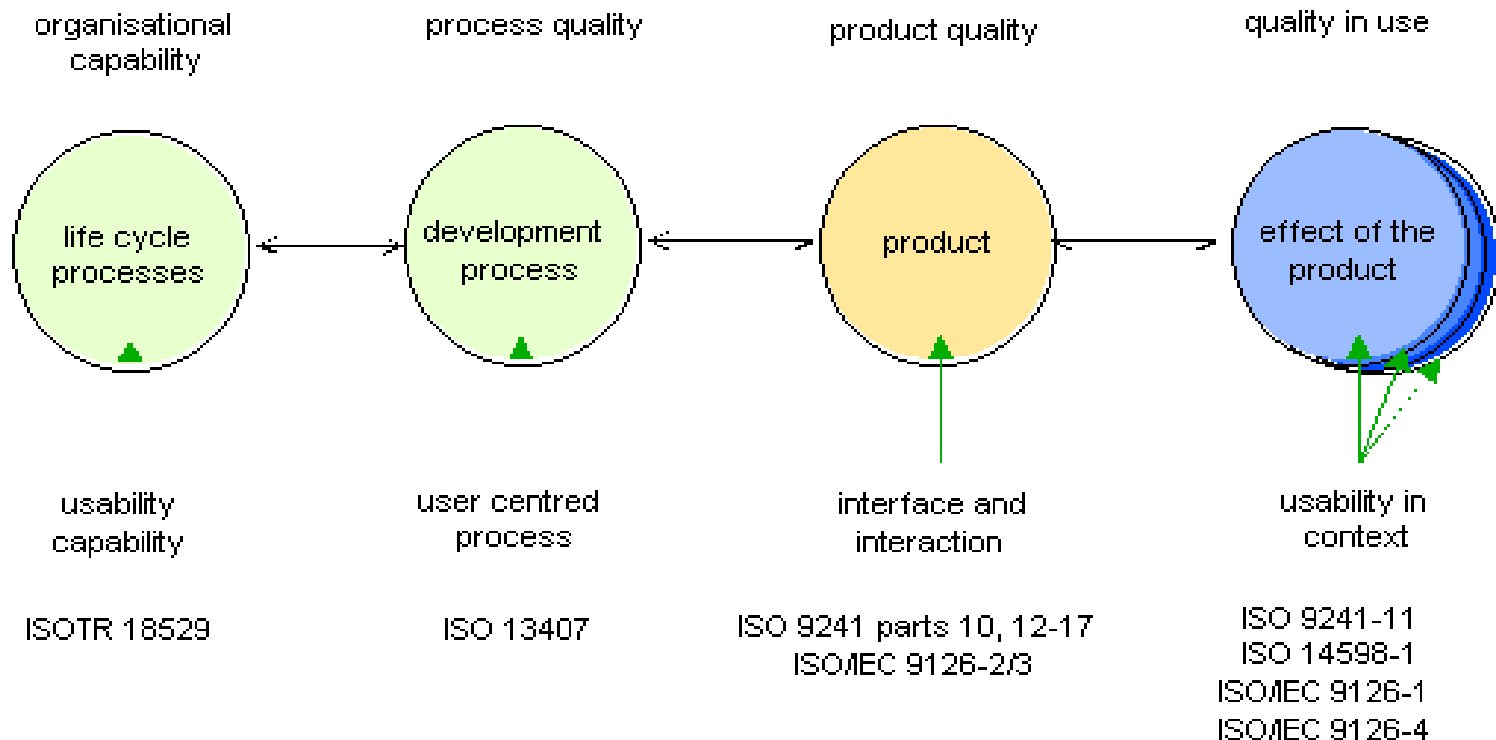 organisational
capability
process quality
product quality
quality in use
life cycle
processes
development
process
product
effect of the
product
usability
capability
user centred
process
interface and
interaction
usability in
context
ISOTR 18529
ISO 13407
ISO 9241 parts 10, 12-17
ISO/IEC 9126-2/3
ISO 9241-11
ISO 14598-1
ISO/IEC 9126-1
ISO/IEC 9126-4